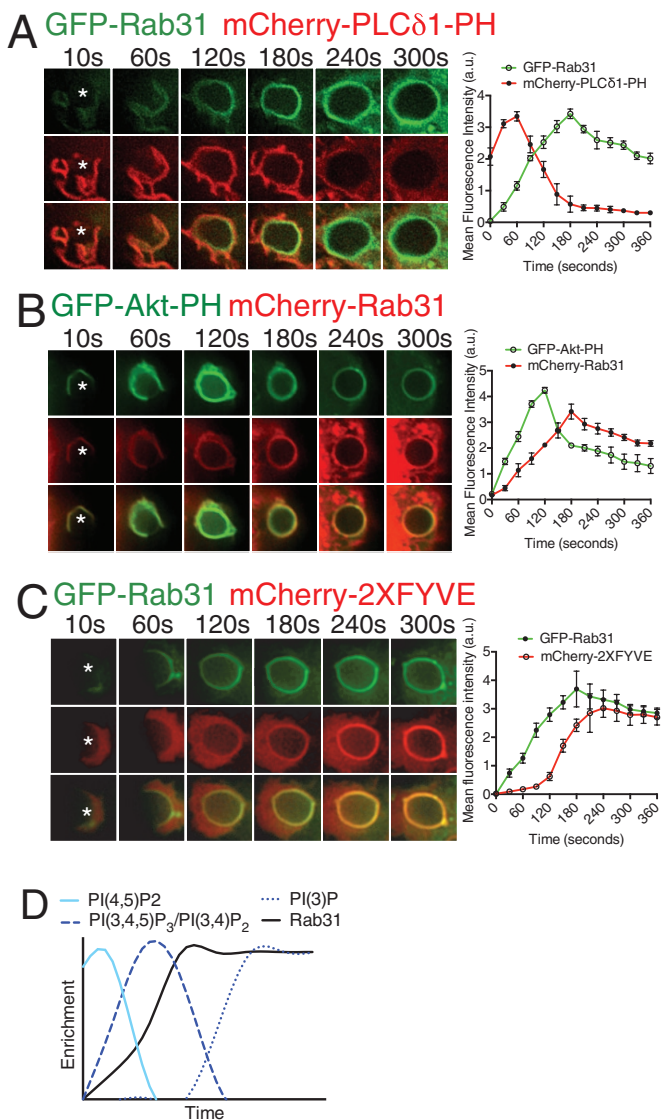 A GFP-Rab31 mCherry-PLCδ1-PH
10s 60s 120s 180s 240s 300s
*
*
*
GFP-Rab31
mCherry-PLCδ1-PH
Mean Fluorescence Intensity (a.u.)
4
3
2
1
0
0 60 120 180 240 300 360
Time (seconds)
B GFP-Akt-PH mCherry-Rab31
10s 60s 120s 180s 240s 300s
*
*
*
GFP-Akt-PH
mCherry-Rab31
Mean Fluorescence Intensity (a.u.)
5
4
3
2
1
0
0 60 120 180 240 300 360
Time (seconds)
C GFP-Rab31 mCherry-2XFYVE
10s 60s 120s 180s 240s 300s
*
*
*
GFP-Rab31
mCherry-2XFYVE
Mean fluorescence intensity (a.u.)
5
4
3
2
1
0
0 60 120 180 240 300 360
Time (seconds)
D
PI(4,5)P2 PI(3)P
PI(3,4,5)P₃/PI(3,4)P₂ Rab31
Enrichment
Time